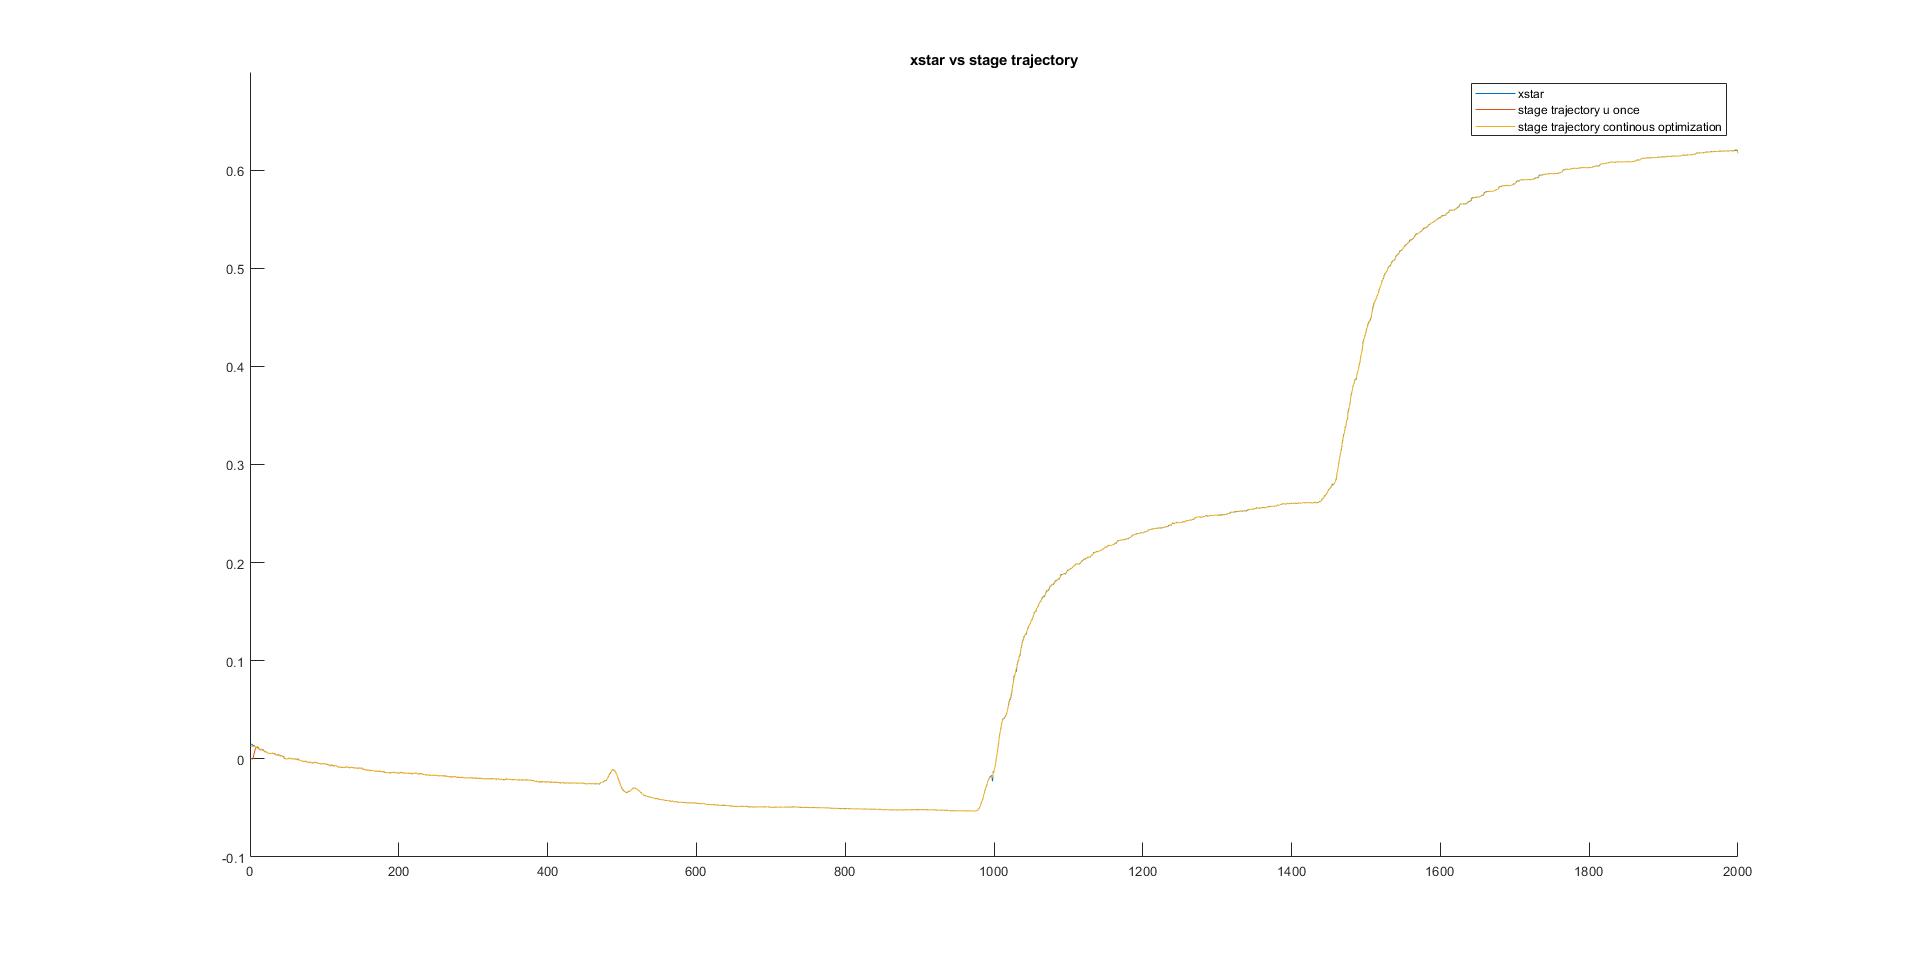 xstar vs stage trajectory
xstar
stage trajectory u once
stage trajectory continous optimization
0.6
0.5
0.4
0.3
0.2
0.1
0
-0.1
0 200 400 600 800 1000 1200 1400 1600 1800 2000